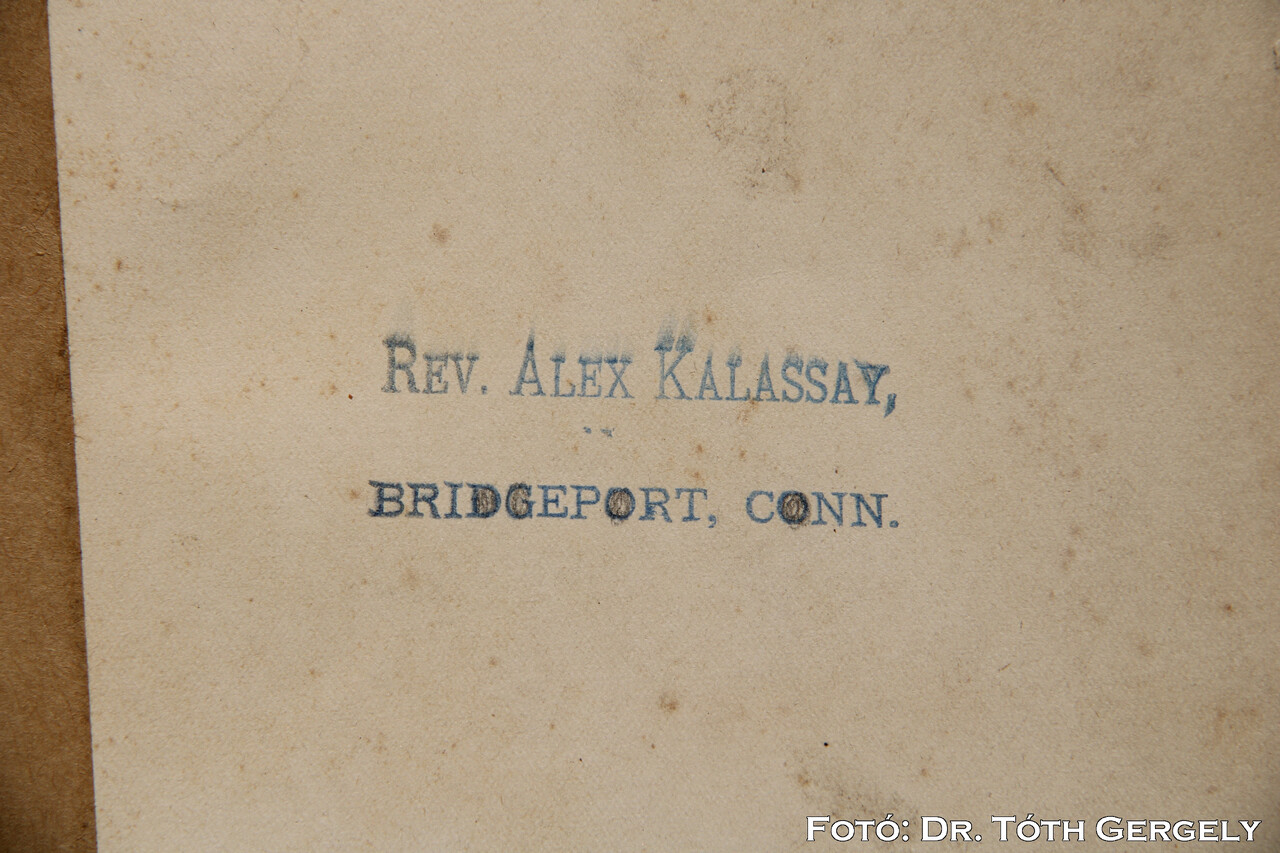 Rev. Alex Kalassay,
BRIDGEPORT, CONN.
Fotó: Dr. Tóth Gergely